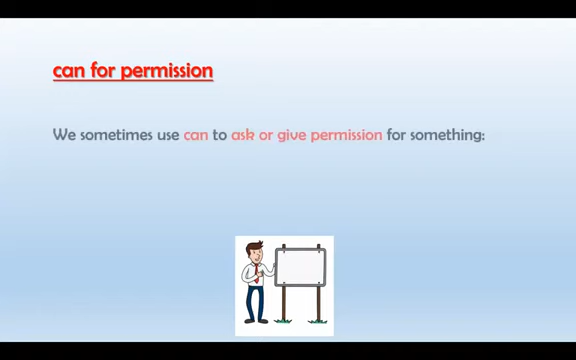 can for permission
We sometimes use can to ask or give permission for something: